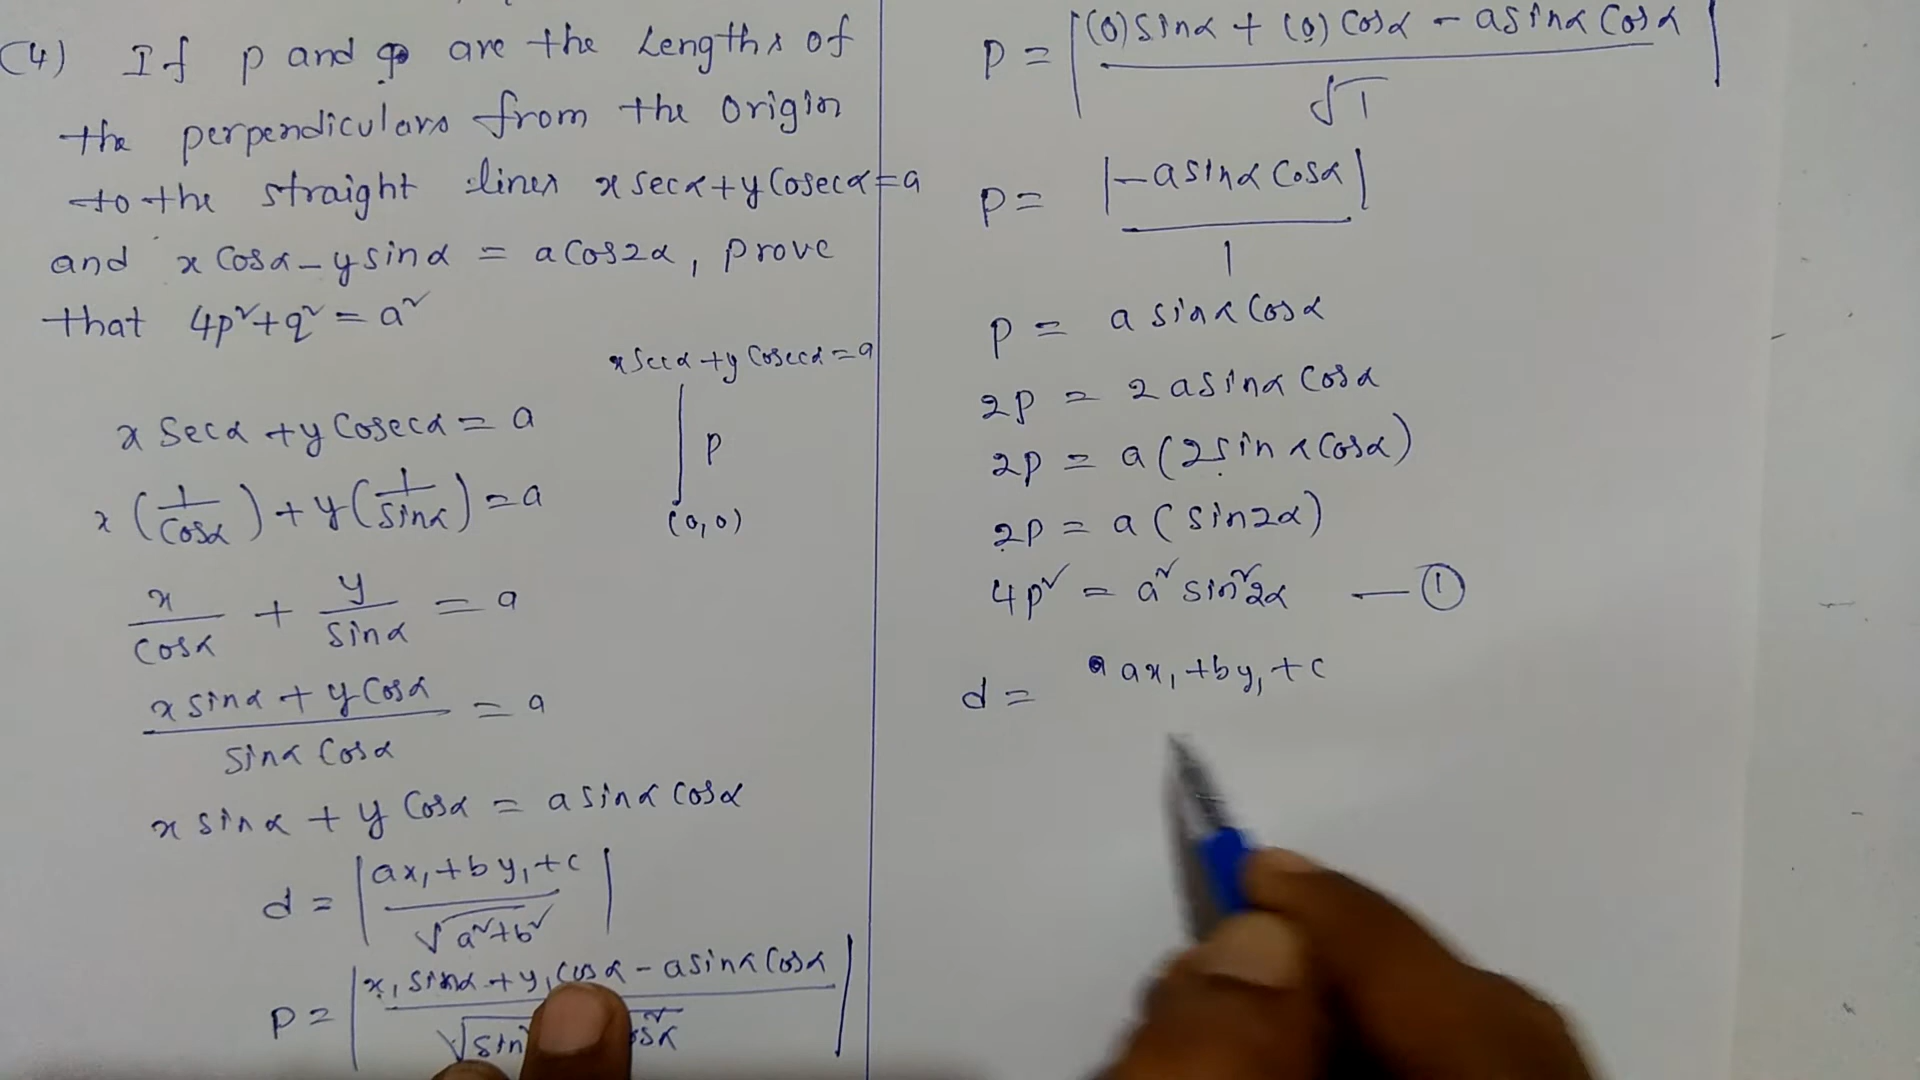 (4) If p and q are the Lengths of
the perpendiculars from the origin
to the straight lines x secα + y Cosecα = a
and x Cosα - y sinα = a Cos2α, prove
that 4p² + q² = a²
x Secα + y Cosecα = a
p
(0,0)
x Secα + y Cosecα = a
x (1/Cosα) + y (1/Sinα) = a
x/Cosα + y/Sinα = a
(x sinα + y Cosα)/(Sinα Cosα) = a
x sinα + y Cosα = a sinα Cosα
d = |(ax₁ + by₁ + c)/√(a² + b²)|
p = |(x₁ sinα + y₁ Cosα - a sinα Cosα)/√(sin
p = |((0) sinα + (0) Cosα - a sinα Cosα)/√1|
p = |-a sinα Cosα|/1
p = a sinα Cosα
2p = 2 a sinα Cosα
2p = a (2 sinα Cosα)
2p = a (sin2α)
4p² = a² sin²2α — ①
d = ax₁ + by₁ + c